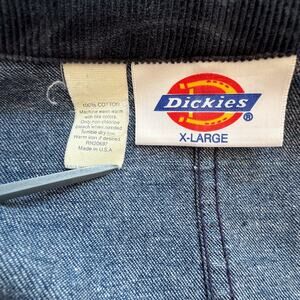 100% COTTON
Machine wash warm
with like colors.
Only non-chlorine
bleach when needed
Tumble dry low,
warm iron if desired.
RN20697
Made in U.S.A.
Dickies
®
X-LARGE